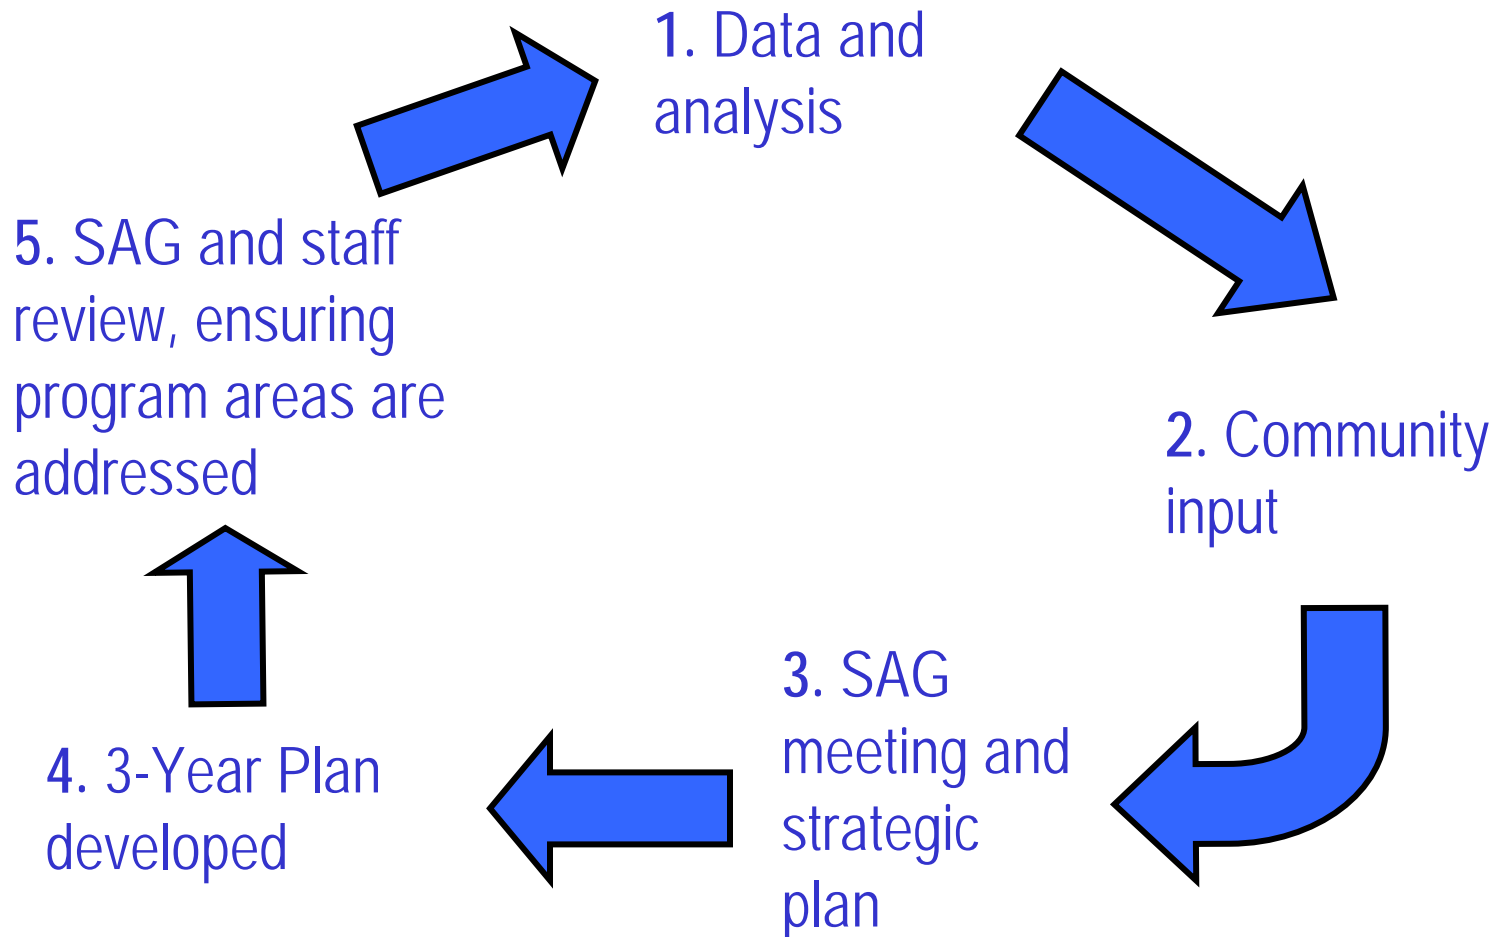 1. Data and
analysis
2. Community
input
3. SAG
meeting and
strategic
plan
4. 3-Year Plan
developed
5. SAG and staff
review, ensuring
program areas are
addressed